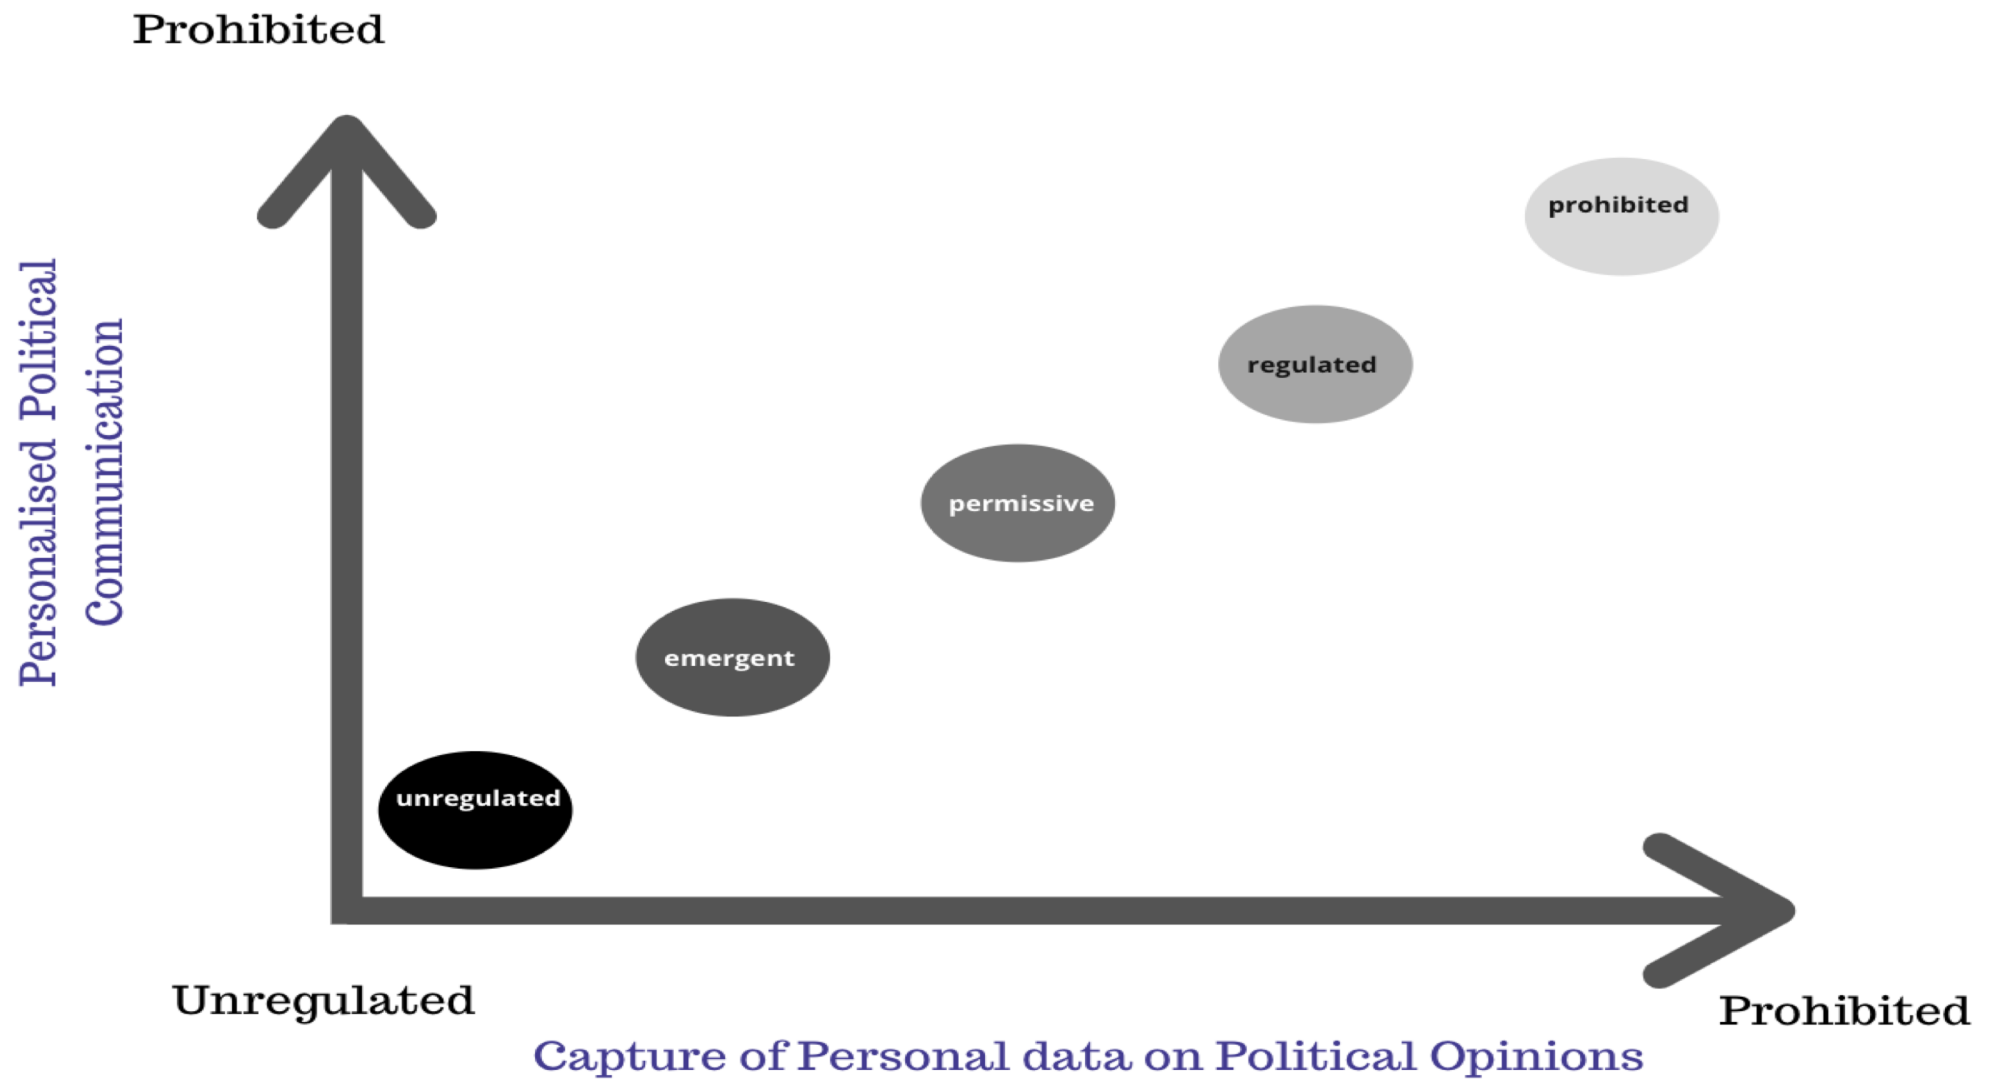 Prohibited
Personalised Political
Communication
prohibited
regulated
permissive
emergent
unregulated
Unregulated
Prohibited
Capture of Personal data on Political Opinions